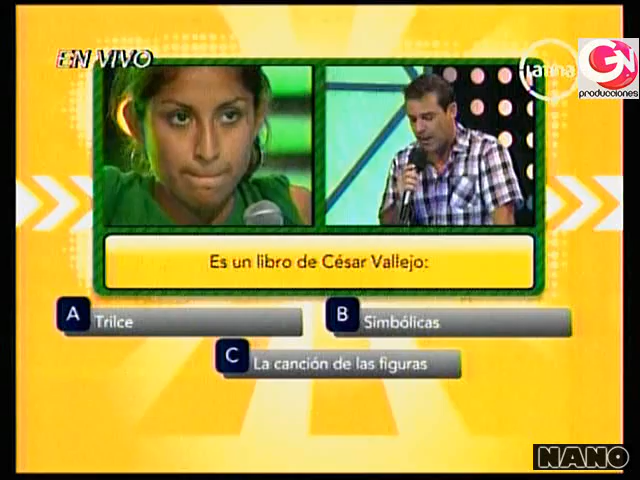 EN VIVO
Latina
GN
producciones
Es un libro de César Vallejo:
A Trilce
B Simbólicas
C La canción de las figuras
NANO